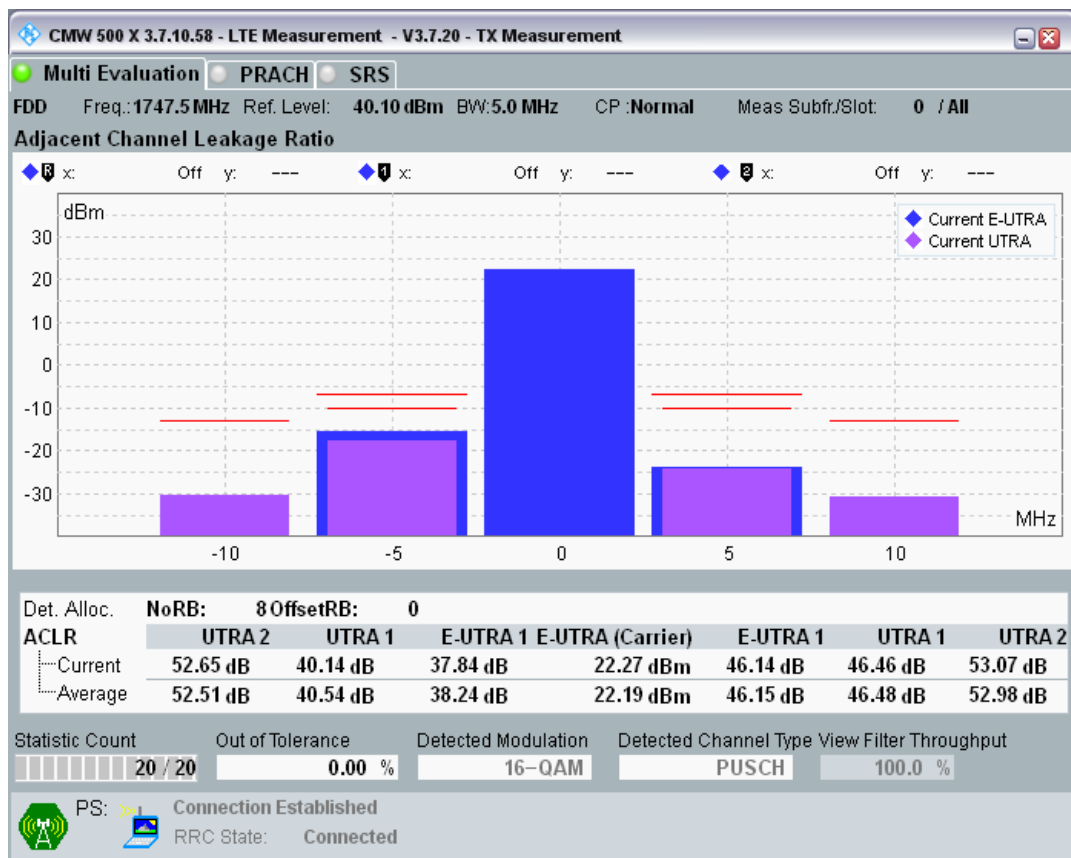 CMW 500 X 3.7.10.58 - LTE Measurement - V3.7.20 - TX Measurement
Multi Evaluation PRACH SRS
FDD Freq.:1747.5 MHz Ref. Level: 40.10 dBm BW:5.0 MHz CP :Normal Meas Subfr./Slot: 0 / All
Adjacent Channel Leakage Ratio
R x: Off y: --- 1 x: Off y: --- 2 x: Off y: ---
dBm
Current E-UTRA
Current UTRA
30
20
10
0
-10
-20
-30
MHz
-10 -5 0 5 10
Det. Alloc. NoRB: 8 OffsetRB: 0
ACLR UTRA 2 UTRA 1 E-UTRA 1 E-UTRA (Carrier) E-UTRA 1 UTRA 1 UTRA 2
Current 52.65 dB 40.14 dB 37.84 dB 22.27 dBm 46.14 dB 46.46 dB 53.07 dB
Average 52.51 dB 40.54 dB 38.24 dB 22.19 dBm 46.15 dB 46.48 dB 52.98 dB
Statistic Count Out of Tolerance Detected Modulation Detected Channel Type View Filter Throughput
20 / 20 0.00 % 16-QAM PUSCH 100.0 %
PS: Connection Established
RRC State: Connected